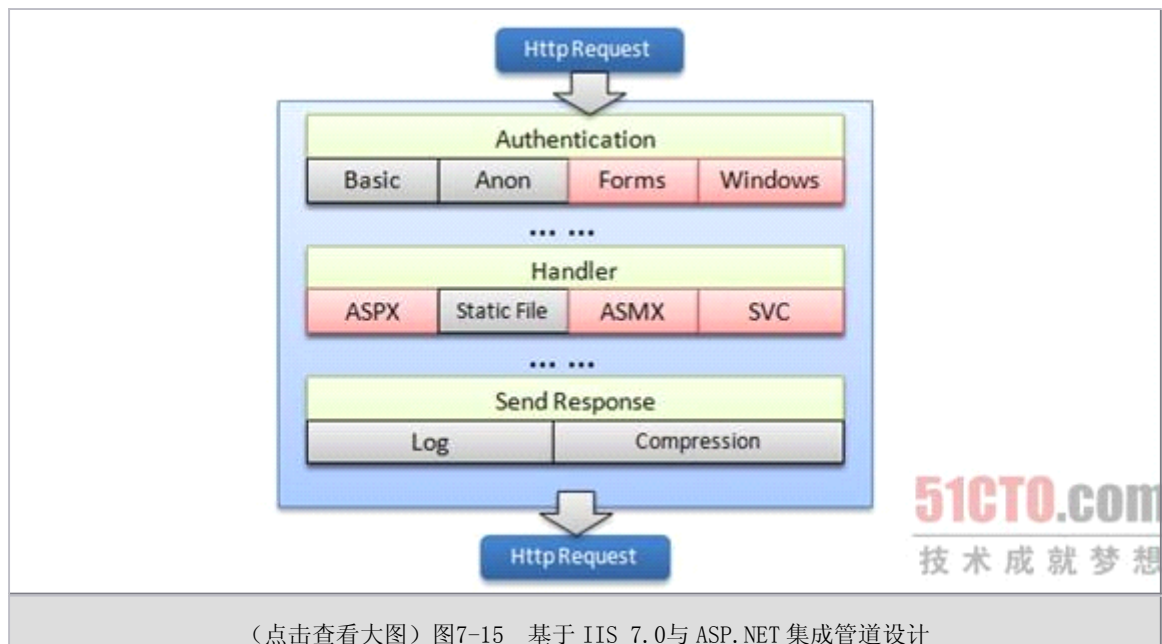 Http Request
Authentication
Basic Anon Forms Windows
... ...
Handler
ASPX Static File ASMX SVC
... ...
Send Response
Log Compression
Http Request
51CTO.com
技术成就梦想
（点击查看大图）图7-15 基于 IIS 7.0与 ASP.NET 集成管道设计